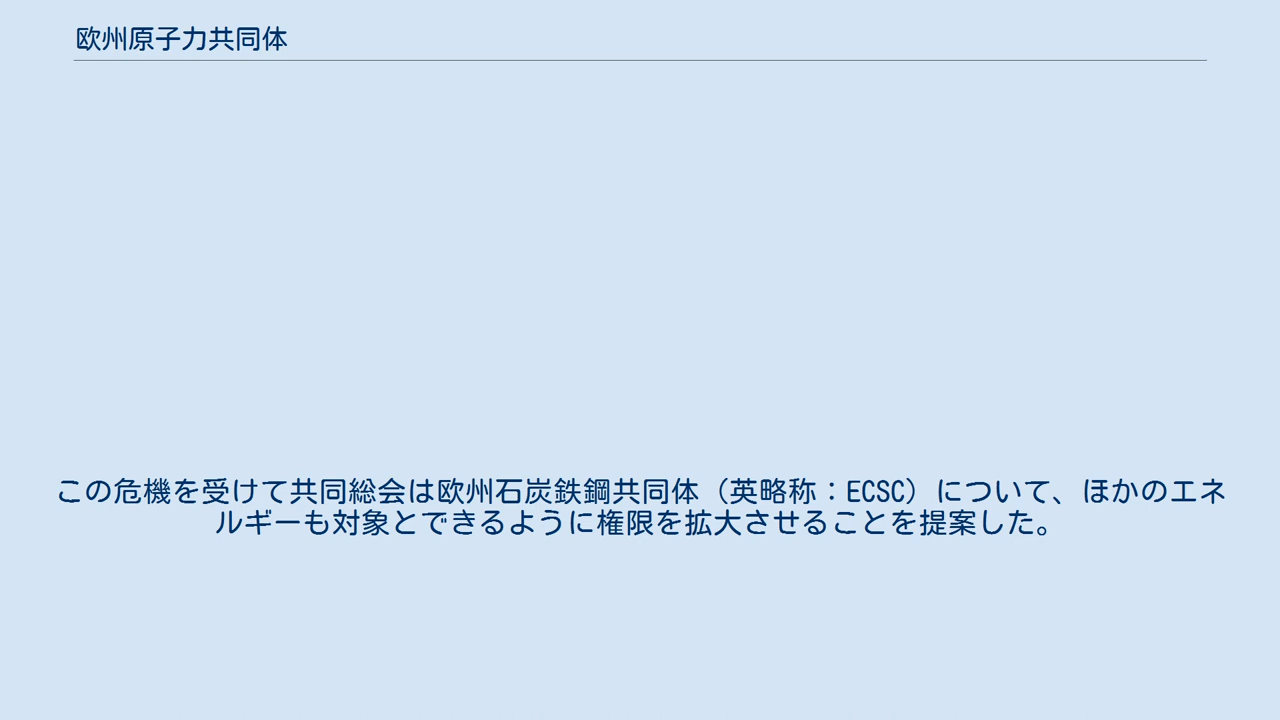 欧州原子力共同体
この危機を受けて共同総会は欧州石炭鉄鋼共同体（英略称：ECSC）について、ほかのエネ
ルギーも対象とできるように権限を拡大させることを提案した。